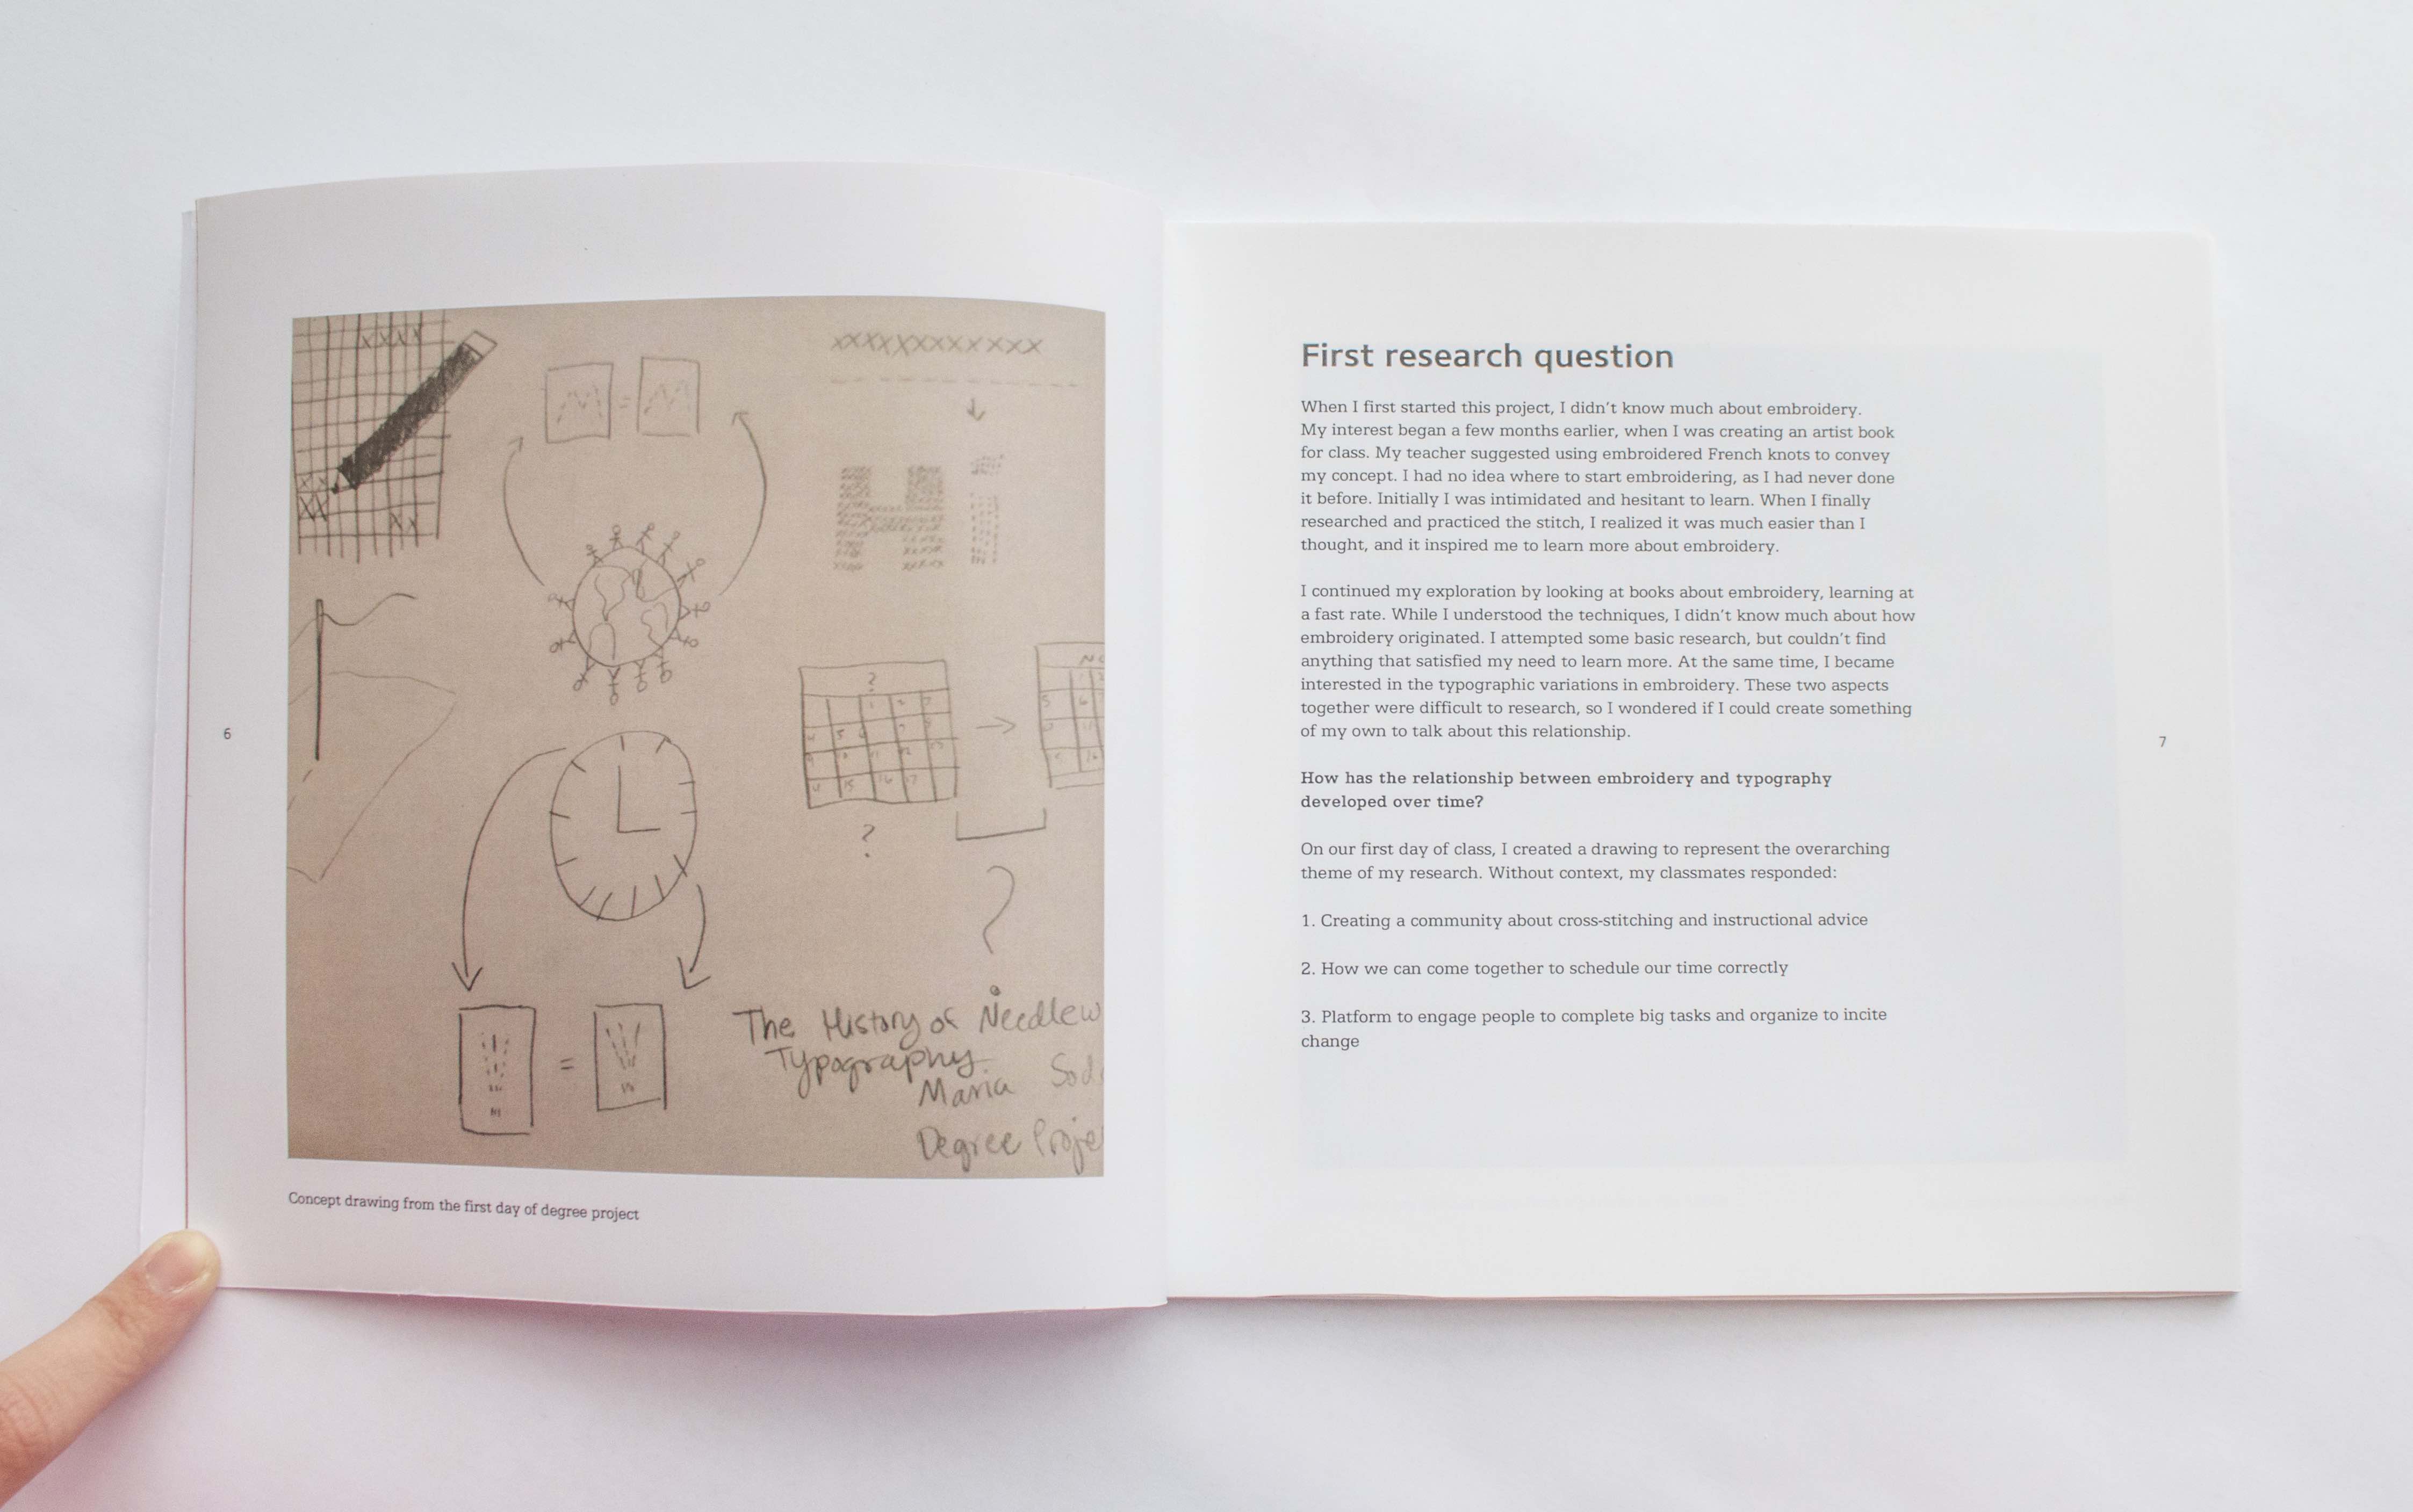 XXXX
XX
XX
M = M
XXXXXXXXXXXX
Hi
?
?
The History of Needlew
Typography
Maria Sod
Degree Proje
=
6
Concept drawing from the first day of degree project
First research question
When I first started this project, I didn't know much about embroidery.
My interest began a few months earlier, when I was creating an artist book
for class. My teacher suggested using embroidered French knots to convey
my concept. I had no idea where to start embroidering, as I had never done
it before. Initially I was intimidated and hesitant to learn. When I finally
researched and practiced the stitch, I realized it was much easier than I
thought, and it inspired me to learn more about embroidery.
I continued my exploration by looking at books about embroidery, learning at
a fast rate. While I understood the techniques, I didn't know much about how
embroidery originated. I attempted some basic research, but couldn't find
anything that satisfied my need to learn more. At the same time, I became
interested in the typographic variations in embroidery. These two aspects
together were difficult to research, so I wondered if I could create something
of my own to talk about this relationship.
How has the relationship between embroidery and typography
developed over time?
On our first day of class, I created a drawing to represent the overarching
theme of my research. Without context, my classmates responded:
1. Creating a community about cross-stitching and instructional advice
2. How we can come together to schedule our time correctly
3. Platform to engage people to complete big tasks and organize to incite
change
7